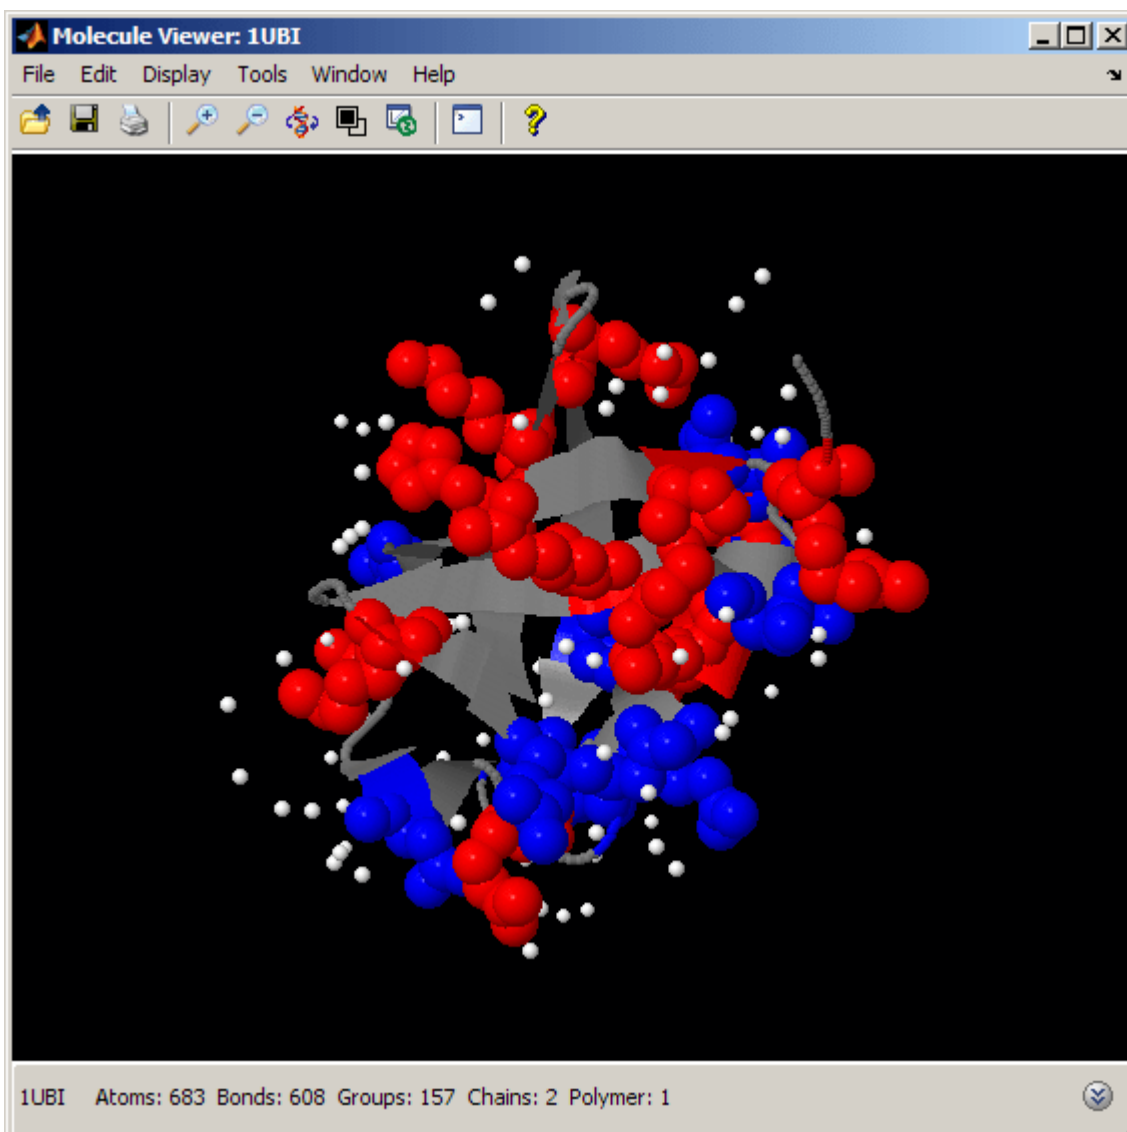 Molecule Viewer: 1UBI
File Edit Display Tools Window Help
1UBI Atoms: 683 Bonds: 608 Groups: 157 Chains: 2 Polymer: 1